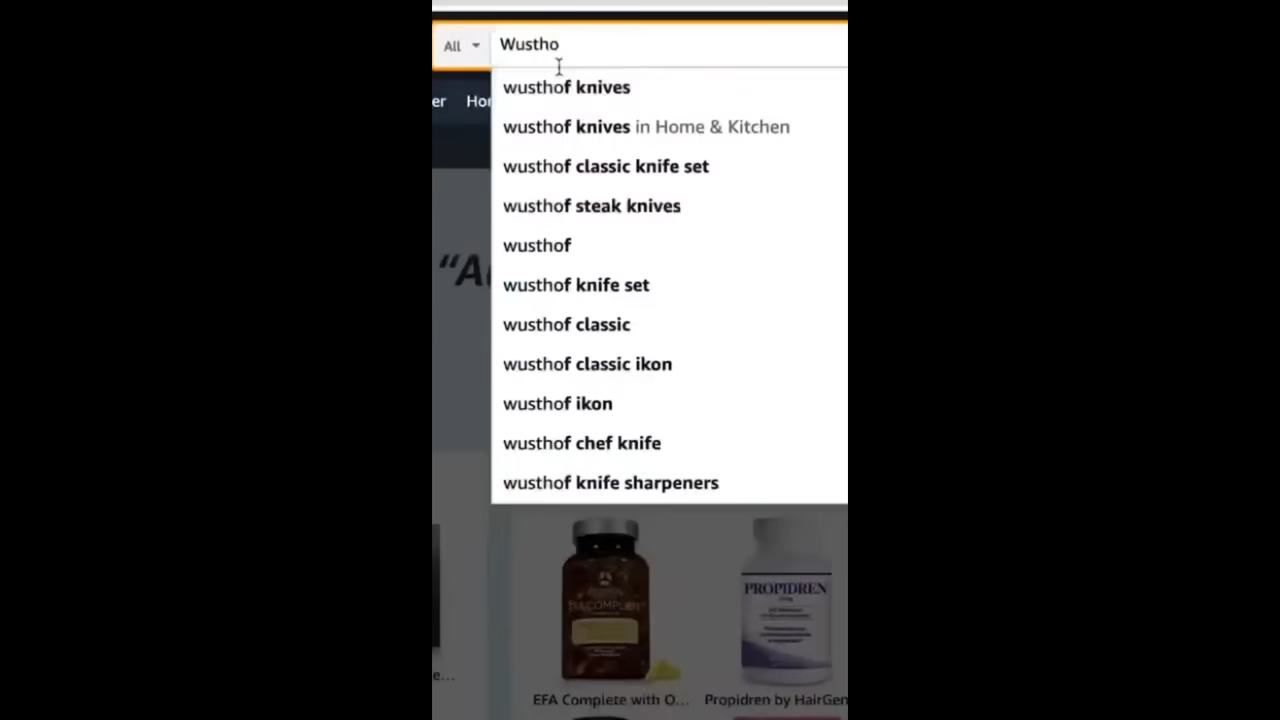 All Wustho
er Hor
wusthof knives
wusthof knives in Home & Kitchen
wusthof classic knife set
wusthof steak knives
wusthof
"A
wusthof knife set
wusthof classic
wusthof classic ikon
wusthof ikon
wusthof chef knife
wusthof knife sharpeners
PROPIDREN
e...
EFA Complete with O...
Propidren by HairGen